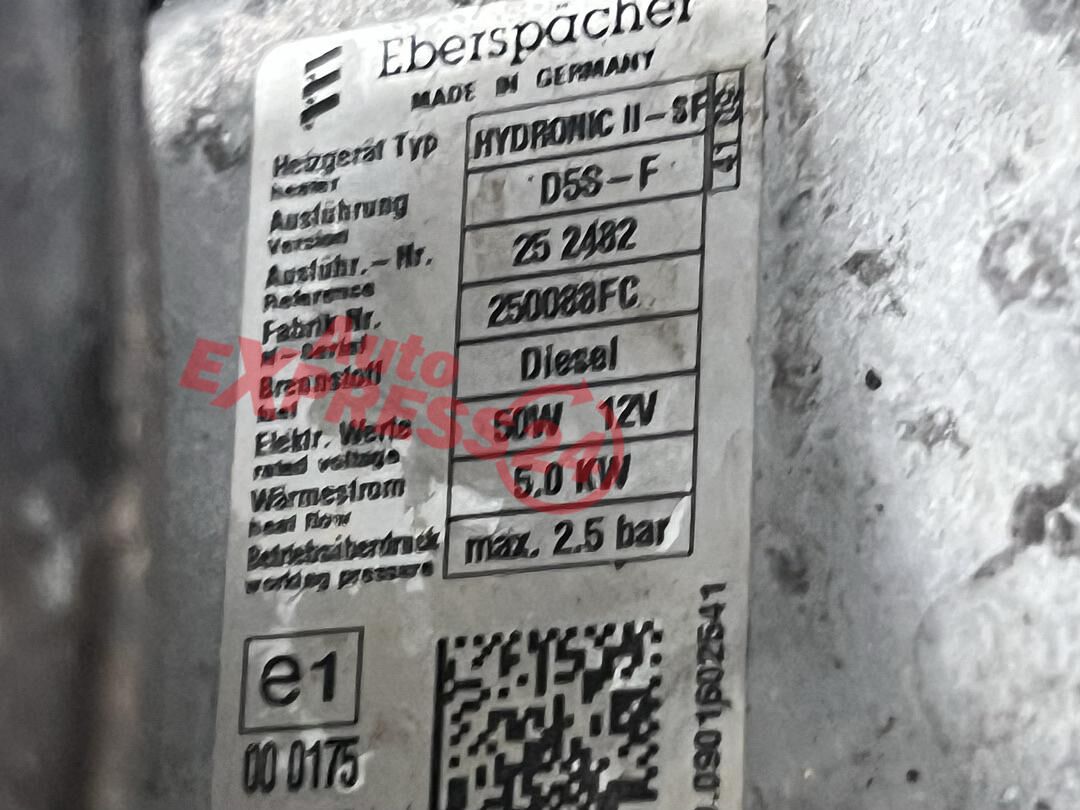 Eberspächer
MADE IN GERMANY
Heizgerät Typ HYDRONIC II-SF
heater
Ausführung D5S-F
Version
Ausführ.-Nr. 25 2482
Reference
Fabrik Nr. 250088FC
Brennstoff Diesel
Elektr. Werte 50W 12V
rated voltage
Wärmestrom 5.0 KW
heat flow
Betriebsüberdruck max. 2.5 bar
working pressure
e1
00 0175
Auto
EXPRESS24